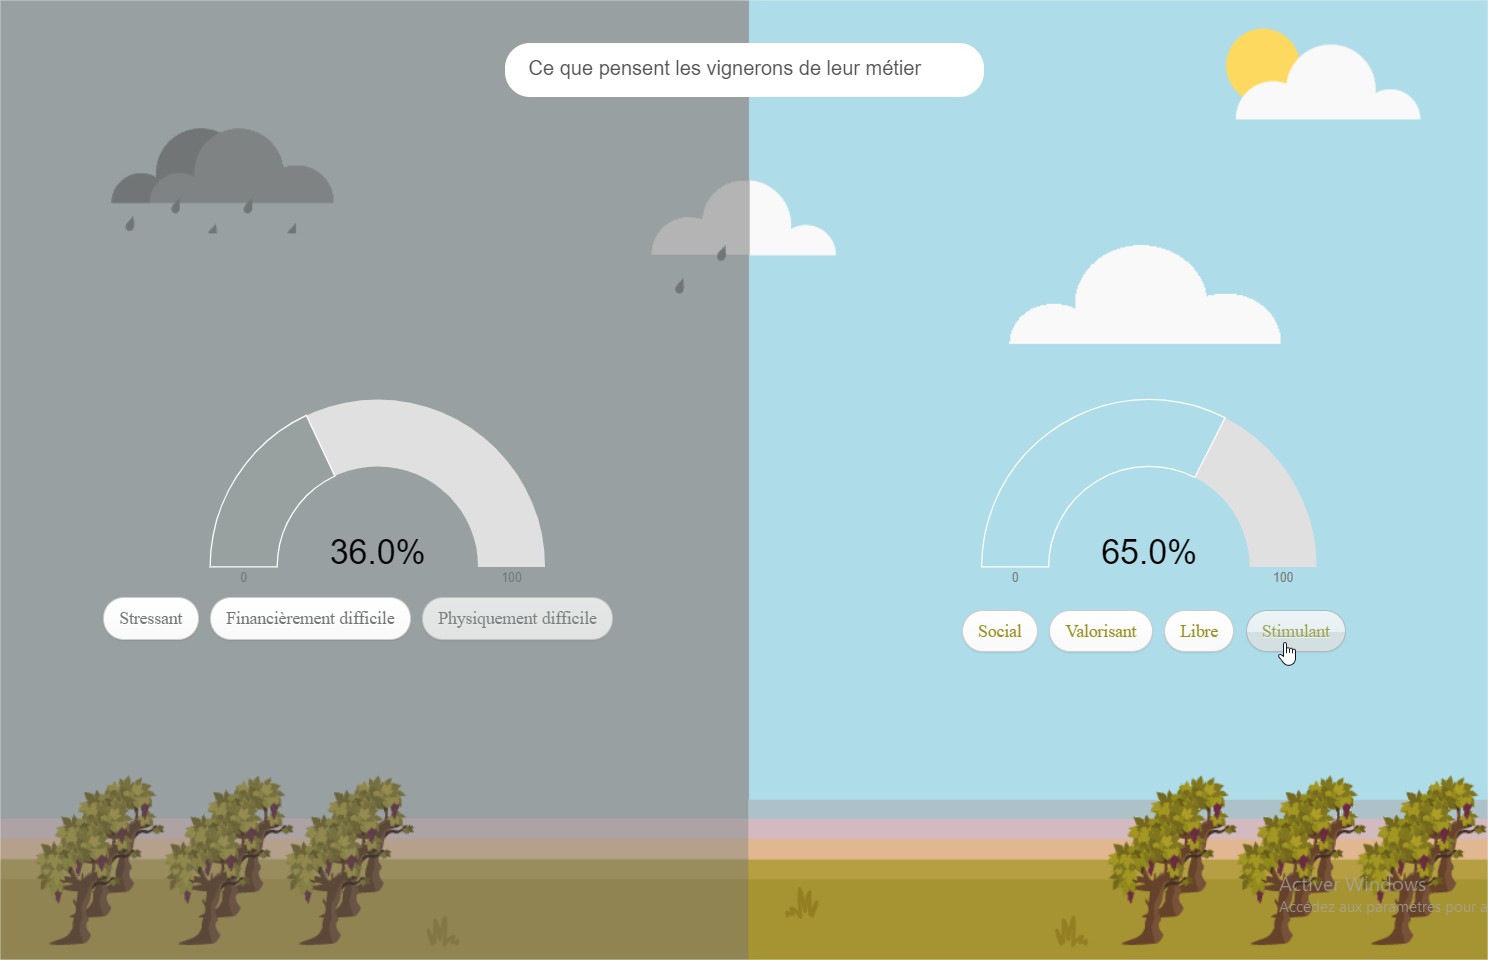 Ce que pensent les vignerons de leur métier
36.0%
0
100
Stressant
Financièrement difficile
Physiquement difficile
65.0%
0
100
Social
Valorisant
Libre
Stimulant
Activer Windows
Accédez aux paramètres pour a